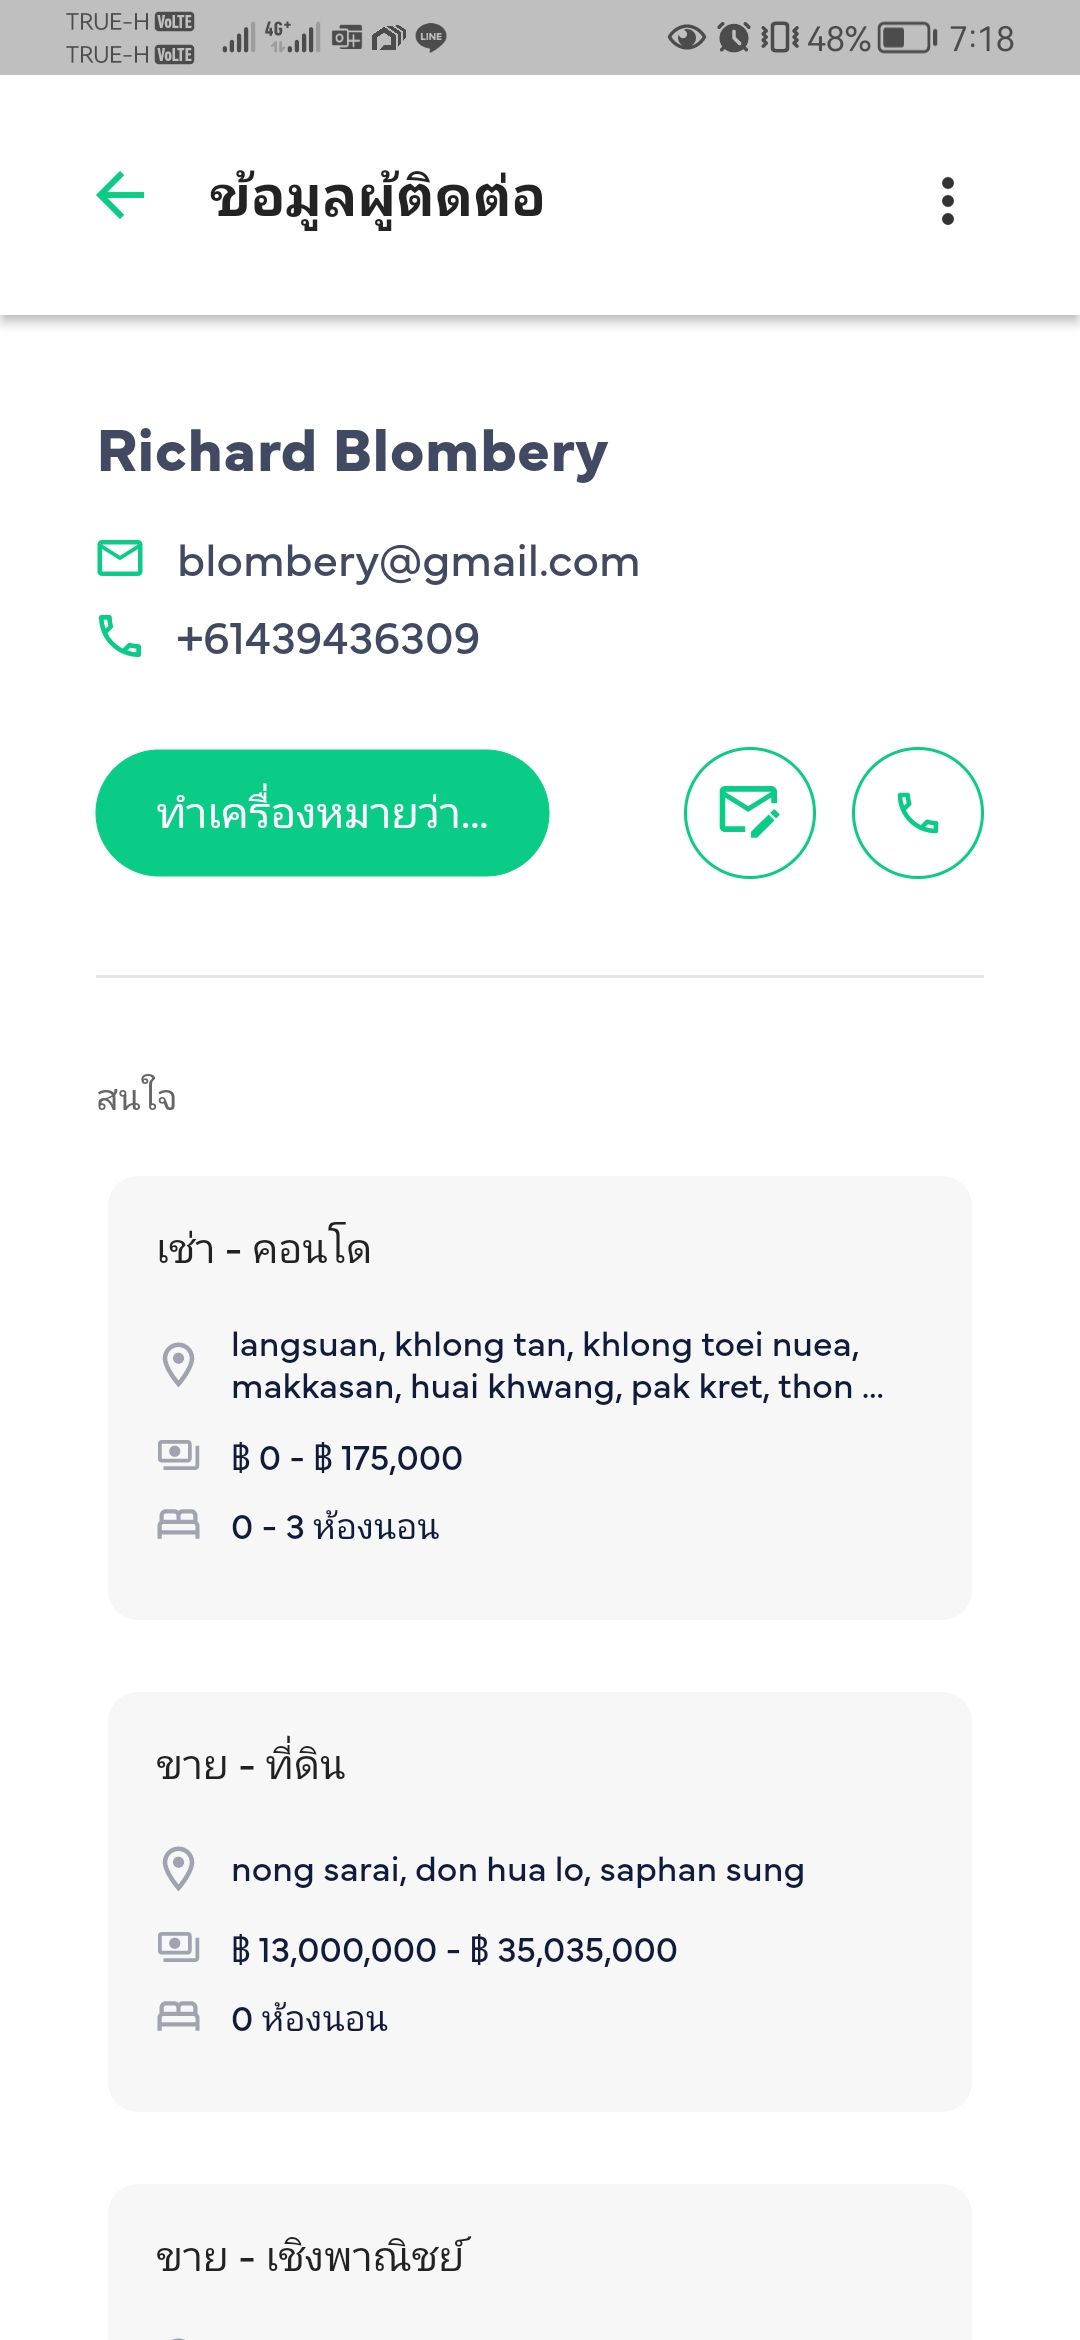 TRUE-H VoLTE
TRUE-H VoLTE
4G+
LINE
48%
7:18
ข้อมูลผู้ติดต่อ
Richard Blombery
blombery@gmail.com
+61439436309
ทำเครื่องหมายว่า...
สนใจ
เช่า - คอนโด
langsuan, khlong tan, khlong toei nuea,
makkasan, huai khwang, pak kret, thon ...
฿ 0 - ฿ 175,000
0 - 3 ห้องนอน
ขาย - ที่ดิน
nong sarai, don hua lo, saphan sung
฿ 13,000,000 - ฿ 35,035,000
0 ห้องนอน
ขาย - เชิงพาณิชย์